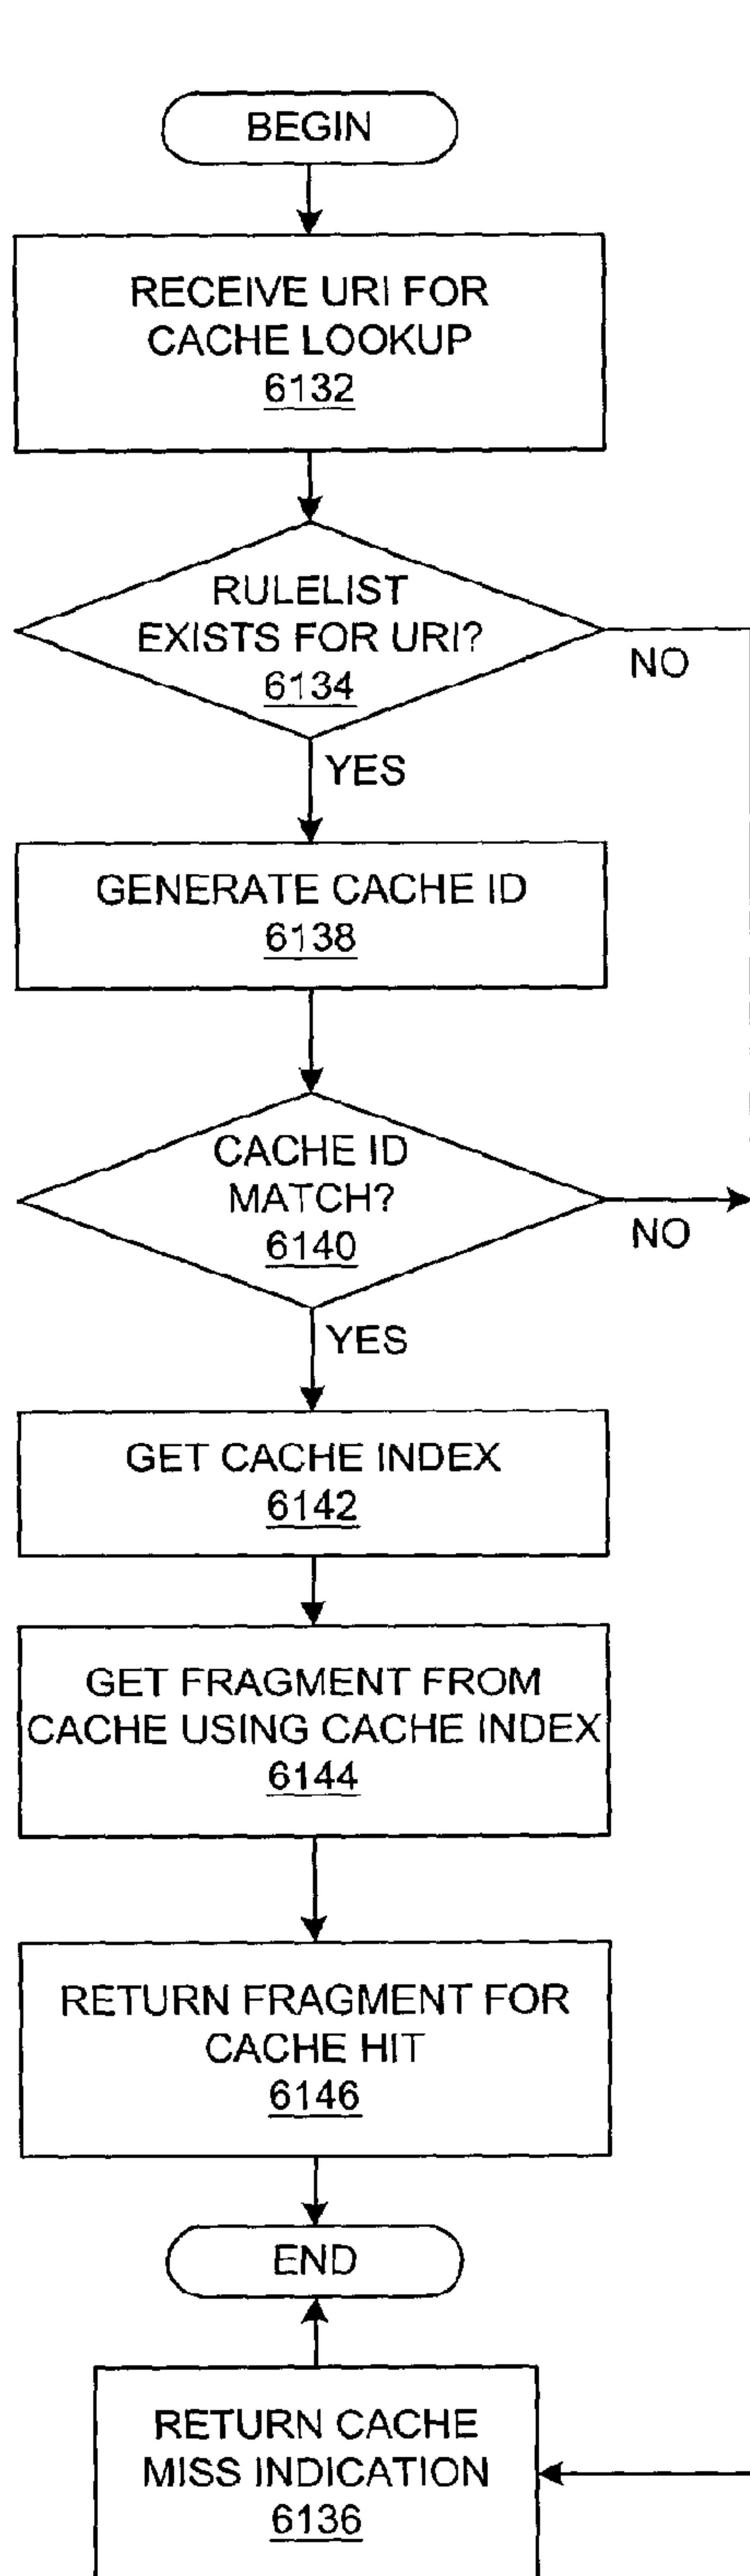 BEGIN
RECEIVE URI FOR
CACHE LOOKUP
6132
RULELIST
EXISTS FOR URI?
6134
NO
YES
GENERATE CACHE ID
6138
CACHE ID
MATCH?
6140
NO
YES
GET CACHE INDEX
6142
GET FRAGMENT FROM
CACHE USING CACHE INDEX
6144
RETURN FRAGMENT FOR
CACHE HIT
6146
END
RETURN CACHE
MISS INDICATION
6136